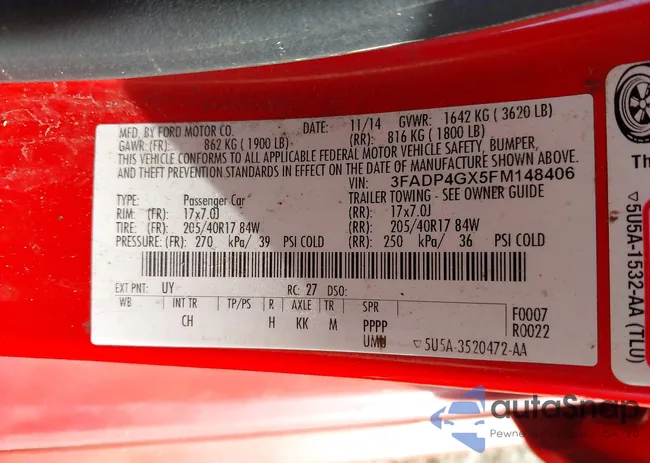 MFD. BY FORD MOTOR CO. DATE: 11/14 GVWR: 1642 KG ( 3620 LB)
GAWR: (FR): 862 KG ( 1900 LB) (RR): 816 KG ( 1800 LB)
THIS VEHICLE CONFORMS TO ALL APPLICABLE FEDERAL MOTOR VEHICLE SAFETY, BUMPER,
AND THEFT PREVENTION STANDARDS IN EFFECT ON THE DATE OF MANUFACTURE SHOWN ABOVE.
VIN: 3FADP4GX5FM148406
TYPE: Passenger Car TRAILER TOWING - SEE OWNER GUIDE
RIM: (FR): 17x7.0J (RR): 17x7.0J
TIRE: (FR): 205/40R17 84W (RR): 205/40R17 84W
PRESSURE: (FR): 270 kPa/ 39 PSI COLD (RR): 250 kPa/ 36 PSI COLD
EXT PNT: UY RC: 27 DSO:
WB INT TR TP/PS R AXLE TR SPR
CH H KK M PPPP
UMU
F0007
R0022
▽5U5A-3520472-AA
Th
▽5U5A-1532-AA (TLU)
autoSnap